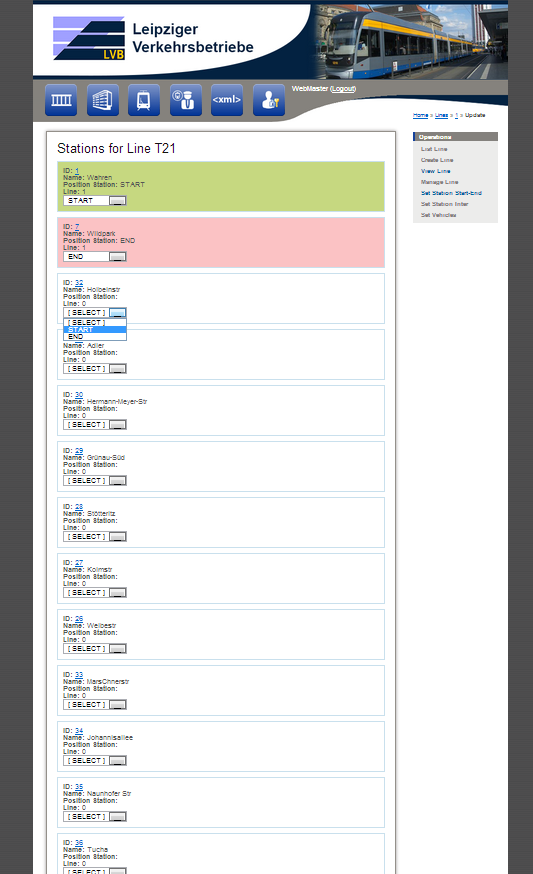 Leipziger
Verkehrsbetriebe
LVB
<xml>
WebMaster (Logout)
Home » Lines » 1 » Update
Stations for Line T21
ID: 1
Name: Wahren
Position Station: START
Line: 1
START
ID: 7
Name: Wildpark
Position Station: END
Line: 1
END
ID: 32
Name: Holbeinstr
Position Station:
Line: 0
[ SELECT ]
[ SELECT ]
START
END
Name: Adler
Position Station:
Line: 0
[ SELECT ]
ID: 30
Name: Hermann-Meyer-Str
Position Station:
Line: 0
[ SELECT ]
ID: 29
Name: Grünau-Süd
Position Station:
Line: 0
[ SELECT ]
ID: 28
Name: Stötteritz
Position Station:
Line: 0
[ SELECT ]
ID: 27
Name: Kolmstr
Position Station:
Line: 0
[ SELECT ]
ID: 26
Name: Weibestr
Position Station:
Line: 0
[ SELECT ]
ID: 33
Name: MarsChnerstr
Position Station:
Line: 0
[ SELECT ]
ID: 34
Name: Johannisallee
Position Station:
Line: 0
[ SELECT ]
ID: 35
Name: Naunhofer Str
Position Station:
Line: 0
[ SELECT ]
ID: 36
Name: Tucha
Position Station:
Line: 0
[ SELECT ]
Operations
List Line
Create Line
View Line
Manage Line
Set Station Start-End
Set Station Inter
Set Vehicles